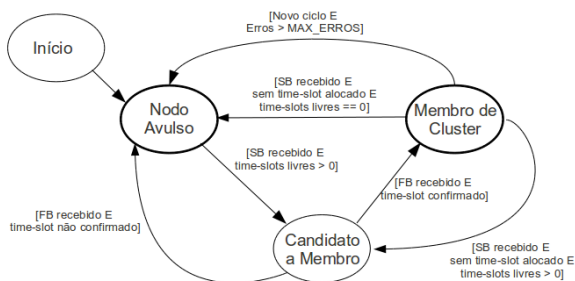 [Novo ciclo E
Erros > MAX_ERROS]
Início
[SB recebido E
sem time-slot alocado E
time-slots livres == 0]
Nodo
Avulso
Membro de
Cluster
[SB recebido E
time-slots livres > 0]
[FB recebido E
time-slot confirmado]
[FB recebido E
time-slot não confirmado]
Candidato
a Membro
[SB recebido E
sem time-slot alocado E
time-slots livres > 0]